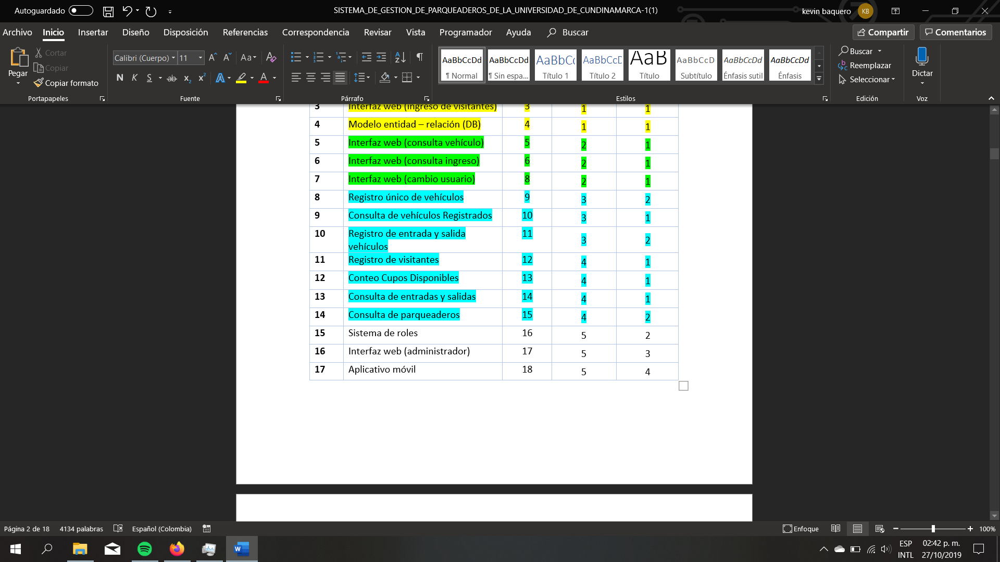 Autoguardado
SISTEMA_DE_GESTION_DE_PARQUEADEROS_DE_LA_UNIVERSIDAD_DE_CUNDINAMARCA-1(1)
kevin baquero KB
Archivo Inicio Insertar Diseño Disposición Referencias Correspondencia Revisar Vista Programador Ayuda Buscar Compartir Comentarios
Pegar
Cortar
Copiar
Copiar formato
Portapapeles
Calibri (Cuerpo) 11
Fuente
Párrafo
AaBbCcDd
¶ Normal
AaBbCcDd
¶ Sin espa...
AaBbCc
Título 1
AaBbCcD
Título 2
AaB
Título
AaBbCcD
Subtítulo
AaBbCcDd
Énfasis sutil
AaBbCcDd
Énfasis
Estilos
Buscar
Reemplazar
Seleccionar
Edición
Dictar
Voz
3 Interfaz web (ingreso de visitantes) 3 1 1
4 Modelo entidad – relación (DB) 4 1 1
5 Interfaz web (consulta vehículo) 5 2 1
6 Interfaz web (consulta ingreso) 6 2 1
7 Interfaz web (cambio usuario) 8 2 1
8 Registro único de vehículos 9 3 2
9 Consulta de vehículos Registrados 10 3 1
10 Registro de entrada y salida 11 3 2
vehículos
11 Registro de visitantes 12 4 1
12 Conteo Cupos Disponibles 13 4 1
13 Consulta de entradas y salidas 14 4 1
14 Consulta de parqueaderos 15 4 2
15 Sistema de roles 16 5 2
16 Interfaz web (administrador) 17 5 3
17 Aplicativo móvil 18 5 4
Página 2 de 18 4134 palabras Español (Colombia) Enfoque 100%
ESP 02:42 p. m.
INTL 27/10/2019